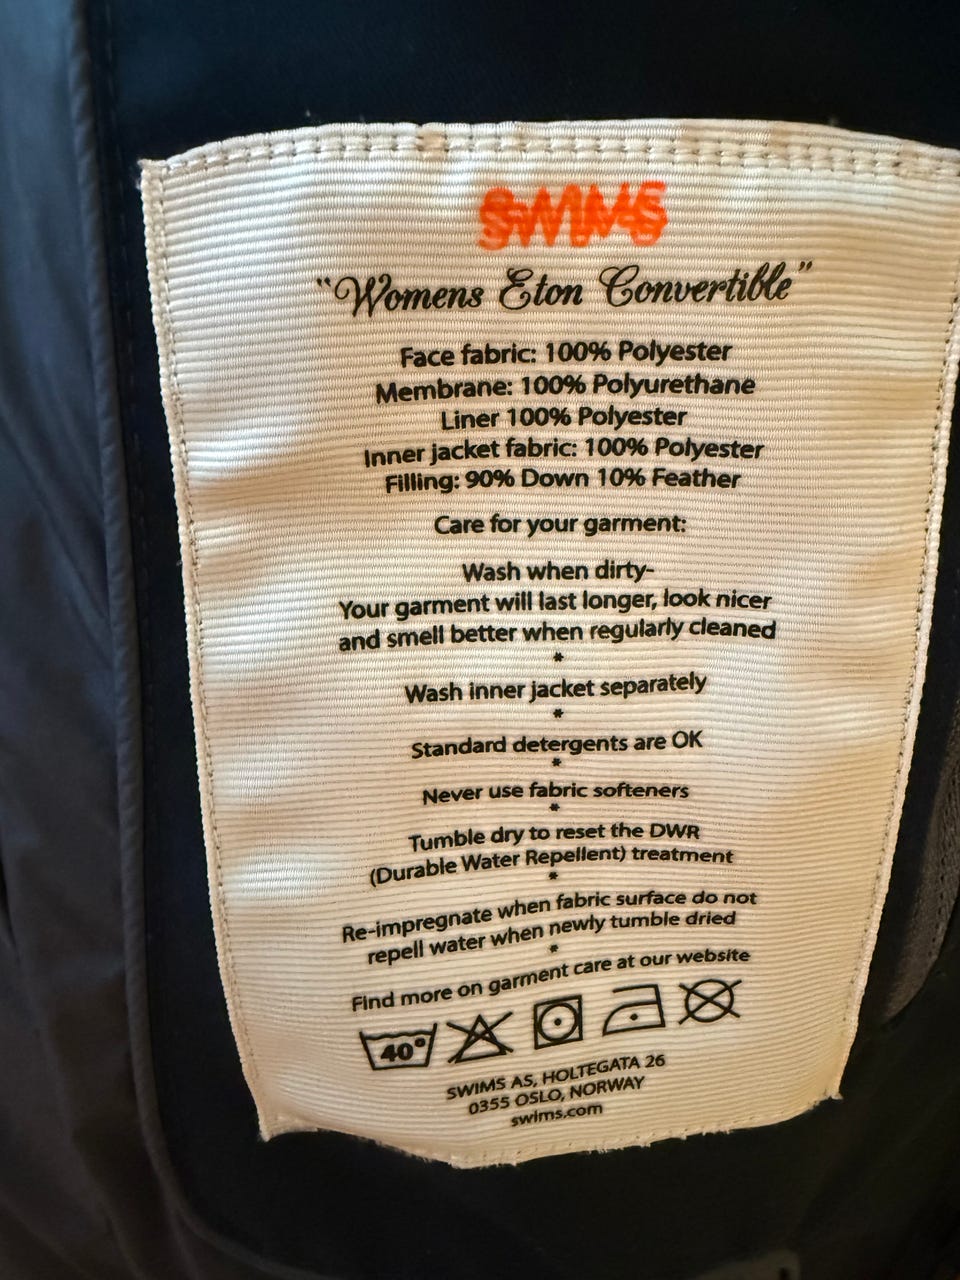 SWIMS
"Womens Eton Convertible"
Face fabric: 100% Polyester
Membrane: 100% Polyurethane
Liner 100% Polyester
Inner jacket fabric: 100% Polyester
Filling: 90% Down 10% Feather
Care for your garment:
Wash when dirty-
Your garment will last longer, look nicer
and smell better when regularly cleaned
*
Wash inner jacket separately
*
Standard detergents are OK
*
Never use fabric softeners
*
Tumble dry to reset the DWR
(Durable Water Repellent) treatment
*
Re-impregnate when fabric surface do not
repell water when newly tumble dried
*
Find more on garment care at our website
40°
SWIMS AS, HOLTEGATA 26
0355 OSLO, NORWAY
swims.com